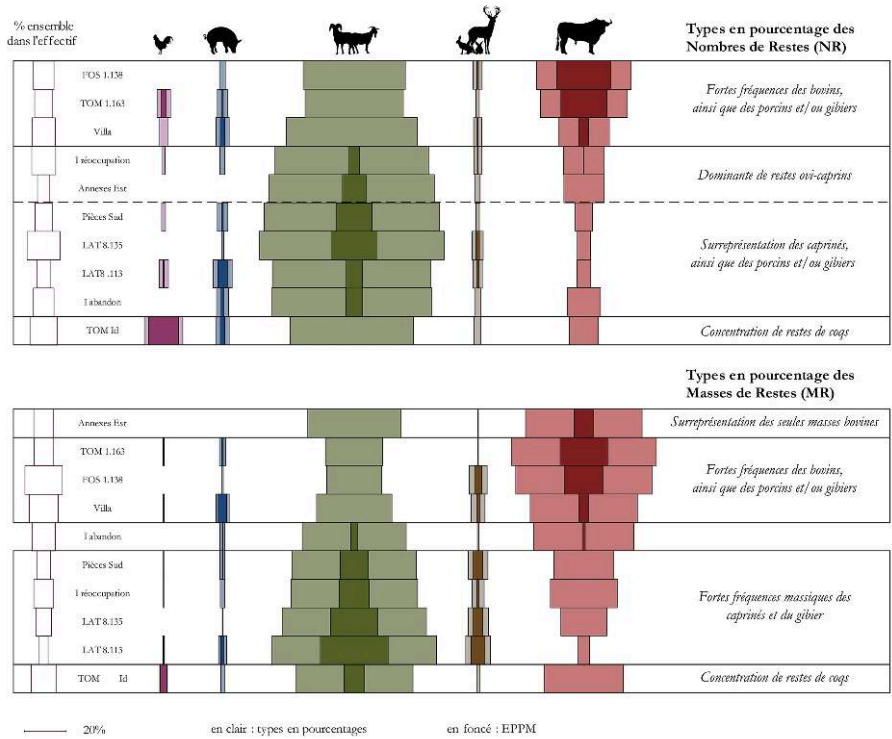 % ensemble
dans l'effectif
Types en pourcentage des
Nombres de Restes (NR)
FOS 1.138
TOM 1.163
Villa
Fortes fréquences des bovins,
ainsi que des porcins et/ou gibiers
Préoccupation
Annexes Est
Dominante de restes ovi-caprins
Pièces Sud
LAT 8.135
LAT8 .113
Labandon
Surreprésentation des caprinés,
ainsi que des porcins et/ou gibiers
TOM Id
Concentration de restes de coqs
Types en pourcentage des
Masses de Restes (MR)
Annexes Est
Surreprésentation des seules masses bovines
TOM 1.163
FOS 1.138
Villa
Fortes fréquences des bovins,
ainsi que des porcins et/ou gibiers
Labandon
Pièces Sud
Préoccupation
LAT 8.135
LAT 8.113
Fortes fréquences massiques des
caprinés et du gibier
TOM Id
Concentration de restes de coqs
20%
en clair : types en pourcentages
en foncé : EPPM